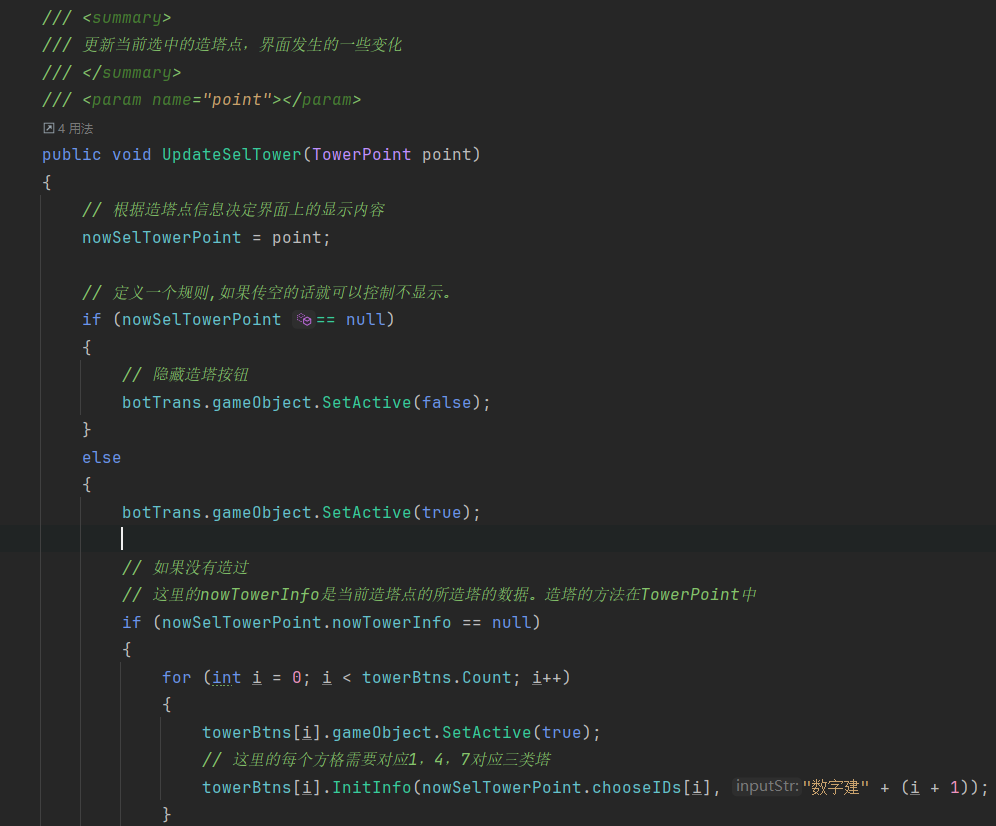 /// <summary>
/// 更新当前选中的造塔点，界面发生的一些变化
/// </summary>
/// <param name="point"></param>
4 用法
public void UpdateSelTower(TowerPoint point)
{
    // 根据造塔点信息决定界面上的显示内容
    nowSelTowerPoint = point;
    // 定义一个规则,如果传空的话就可以控制不显示。
    if (nowSelTowerPoint == null)
    {
        // 隐藏造塔按钮
        botTrans.gameObject.SetActive(false);
    }
    else
    {
        botTrans.gameObject.SetActive(true);
        // 如果没有造过
        // 这里的nowTowerInfo是当前造塔点的所造塔的数据。造塔的方法在TowerPoint中
        if (nowSelTowerPoint.nowTowerInfo == null)
        {
            for (int i = 0; i < towerBtns.Count; i++)
            {
                towerBtns[i].gameObject.SetActive(true);
                // 这里的每个方格需要对应1，4，7对应三类塔
                towerBtns[i].InitInfo(nowSelTowerPoint.chooseIDs[i], inputStr: "数字建" + (i + 1));
            }